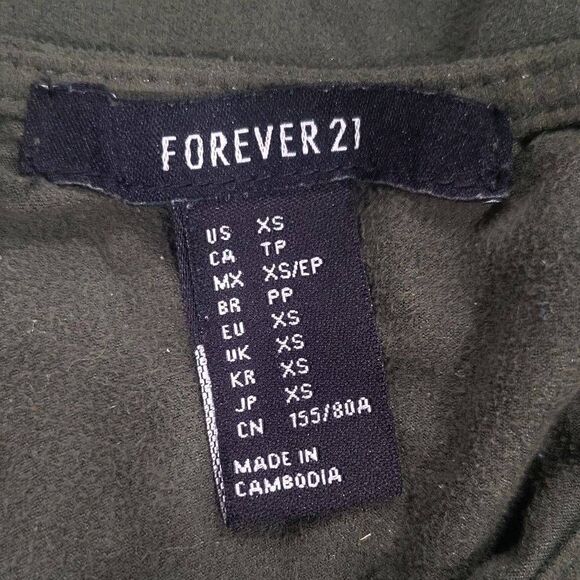 FOREVER 21
US XS
CA TP
MX XS/EP
BR PP
EU XS
UK XS
KR XS
JP XS
CN 155/80A
MADE IN
CAMBODIA